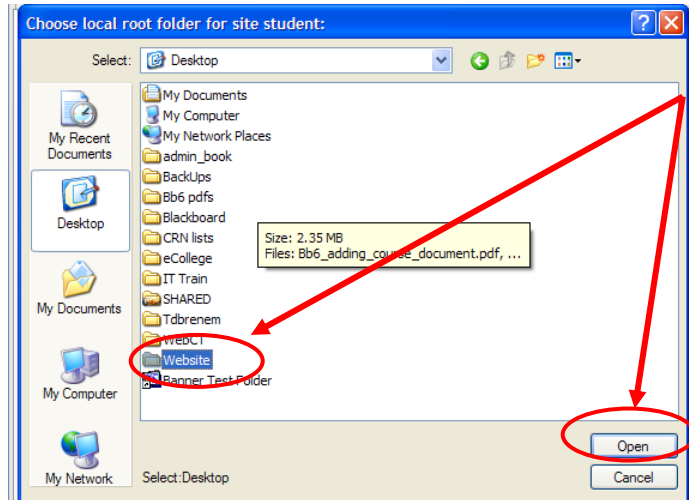 Choose local root folder for site student:
Select: Desktop
My Recent
Documents
Desktop
My Documents
My Computer
My Network
My Documents
My Computer
My Network Places
admin_book
BackUps
Bb6 pdfs
Blackboard
CRN lists
eCollege
IT Train
SHARED
Tdbrenem
WebCT
Website
Banner Test Folder
Size: 2.35 MB
Files: Bb6_adding_course_document.pdf, ...
Select:Desktop
Open
Cancel